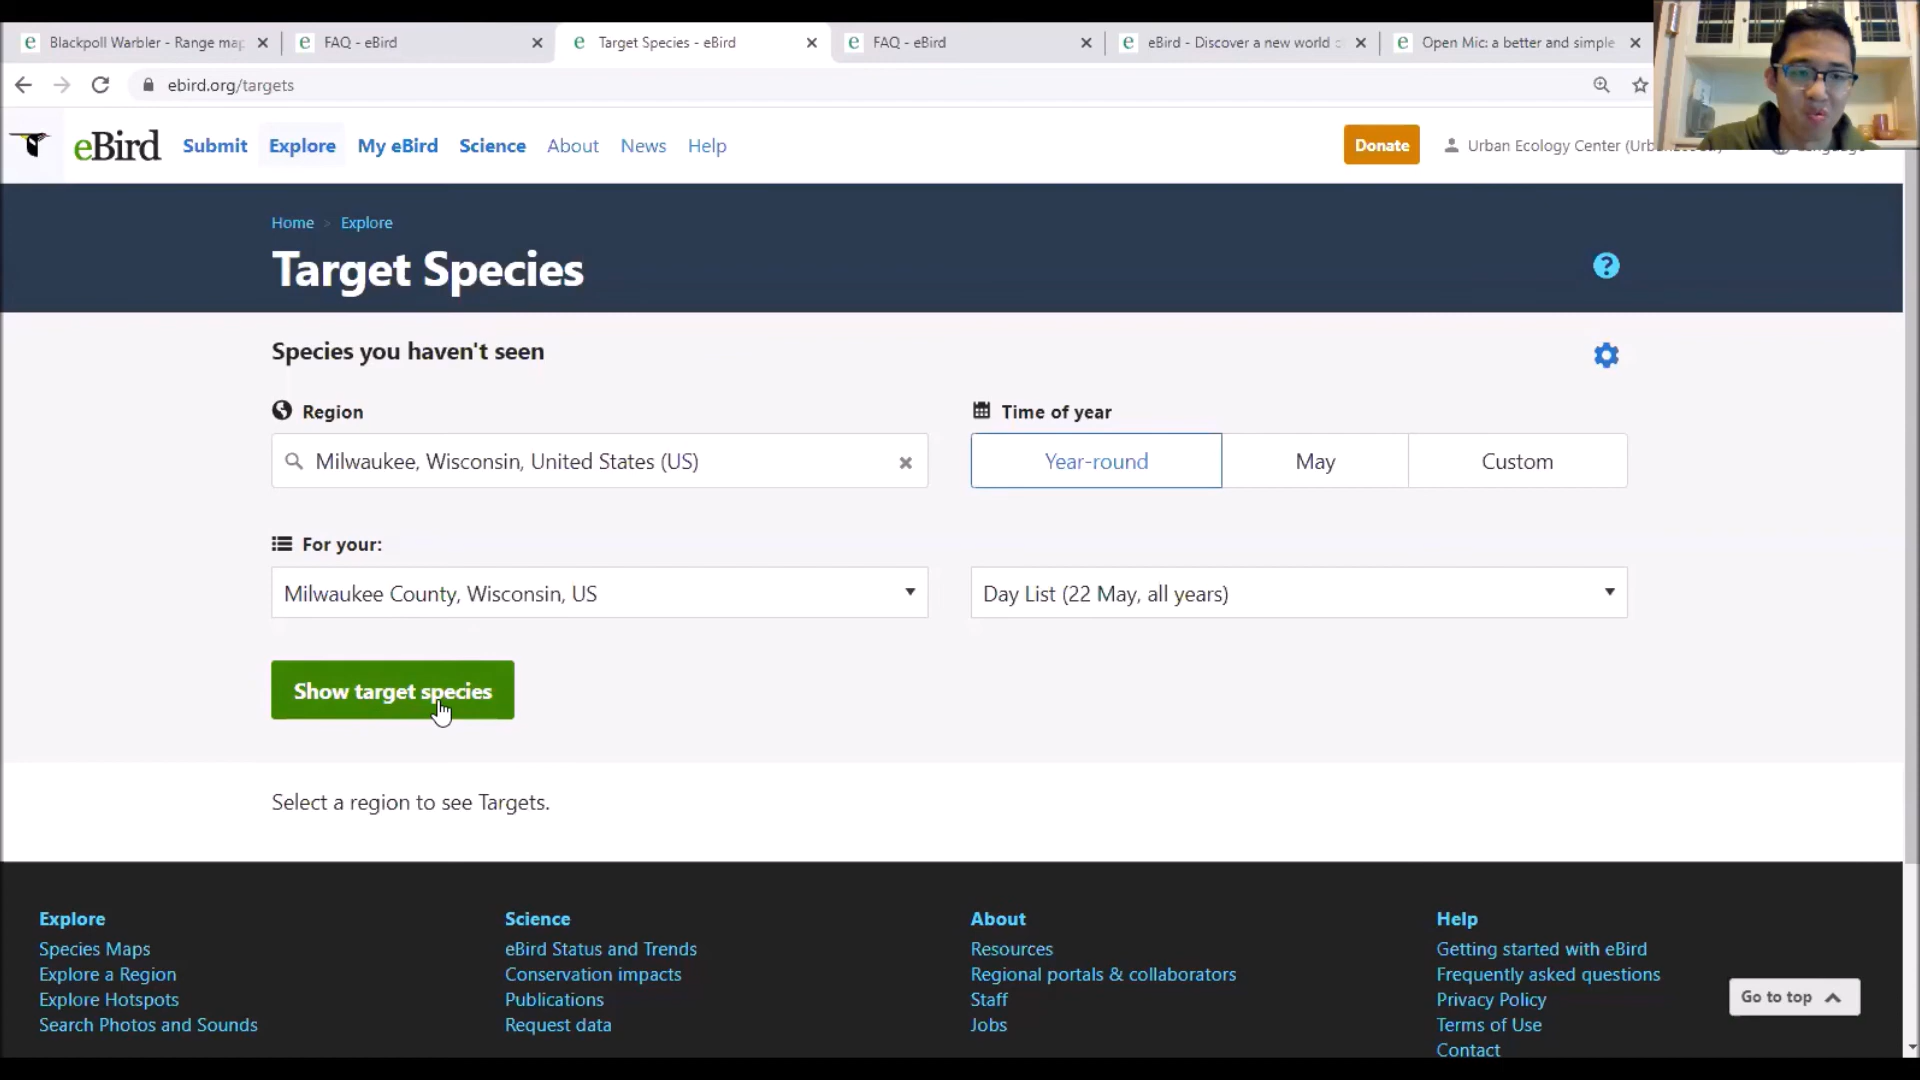 Blackpoll Warbler - Range map
FAQ - eBird
Target Species - eBird
FAQ - eBird
eBird - Discover a new world
Open Mic: a better and simple
ebird.org/targets
eBird Submit Explore My eBird Science About News Help
Donate
Urban Ecology Center
Home > Explore
Target Species
?
Species you haven't seen
Region
Time of year
Milwaukee, Wisconsin, United States (US)
Year-round May Custom
For your:
Milwaukee County, Wisconsin, US
Day List (22 May, all years)
Show target species
Select a region to see Targets.
Explore
Species Maps
Explore a Region
Explore Hotspots
Search Photos and Sounds
Science
eBird Status and Trends
Conservation impacts
Publications
Request data
About
Resources
Regional portals & collaborators
Staff
Jobs
Help
Getting started with eBird
Frequently asked questions
Privacy Policy
Terms of Use
Contact
Go to top